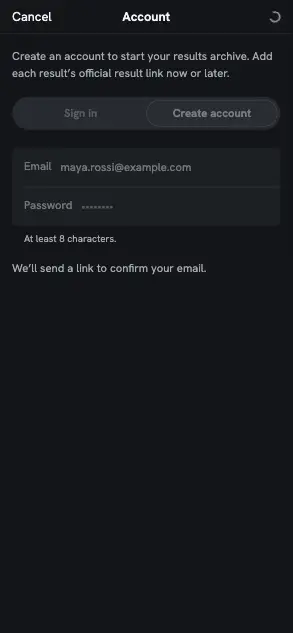 Cancel
Account
Create an account to start your results archive. Add
each result’s official result link now or later.
Sign in
Create account
Email maya.rossi@example.com
Password ••••••••
At least 8 characters.
We’ll send a link to confirm your email.